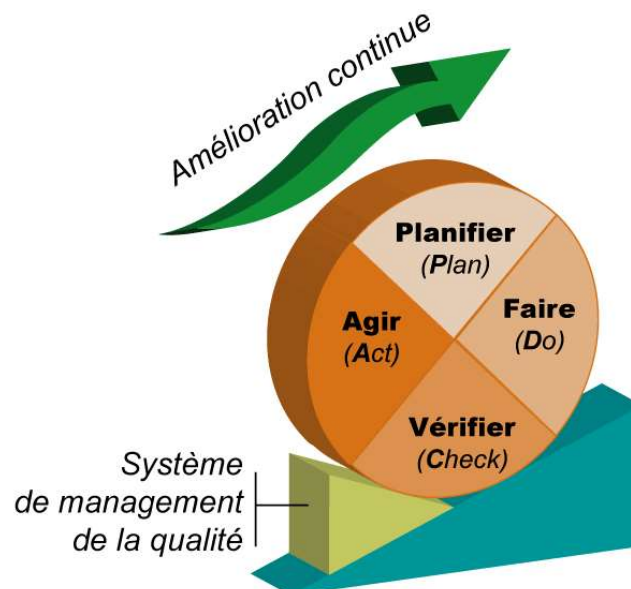 Amélioration continue
Planifier
(Plan)
Faire
(Do)
Agir
(Act)
Vérifier
(Check)
Système
de management
de la qualité